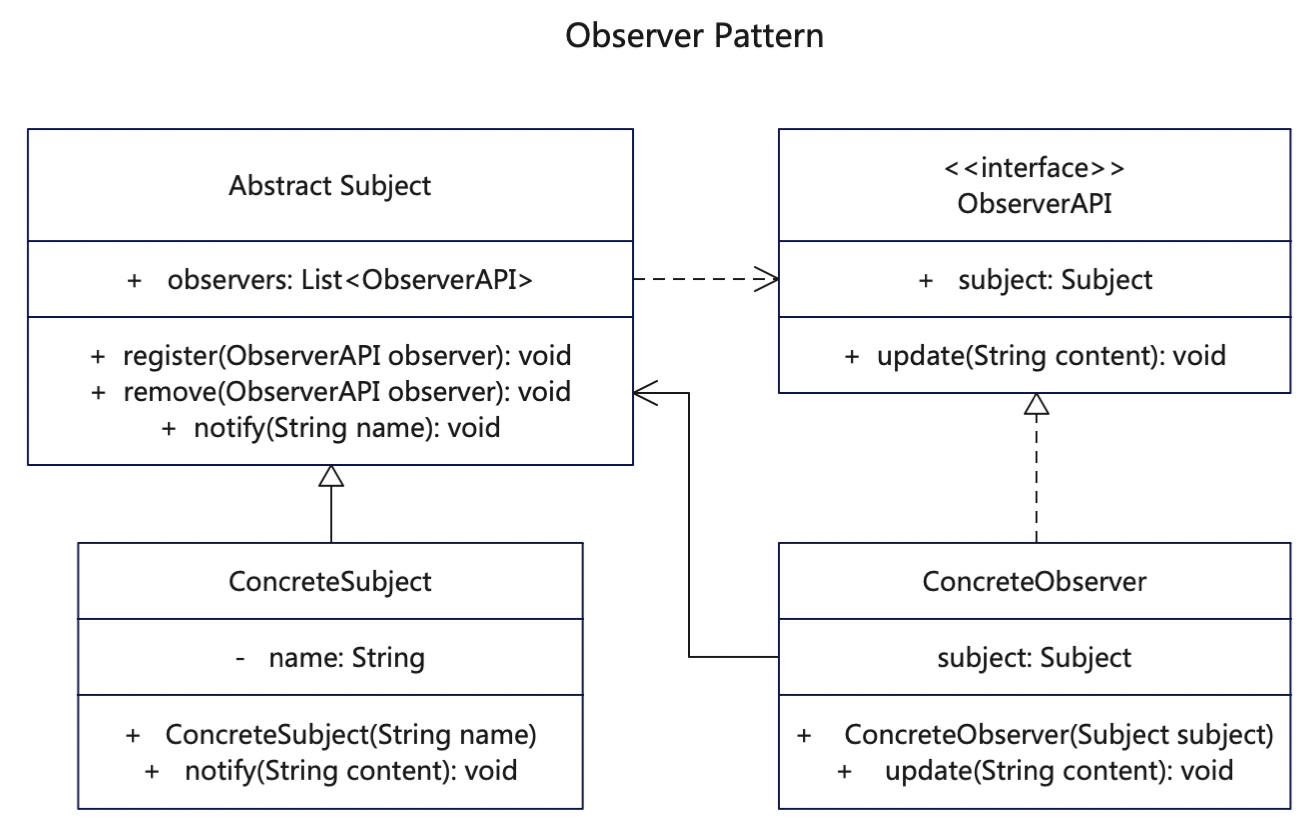 Observer Pattern
Abstract Subject
+ observers: List<ObserverAPI>
+ register(ObserverAPI observer): void
+ remove(ObserverAPI observer): void
+ notify(String name): void
<<interface>>
ObserverAPI
+ subject: Subject
+ update(String content): void
ConcreteSubject
- name: String
+ ConcreteSubject(String name)
+ notify(String content): void
ConcreteObserver
subject: Subject
+ ConcreteObserver(Subject subject)
+ update(String content): void